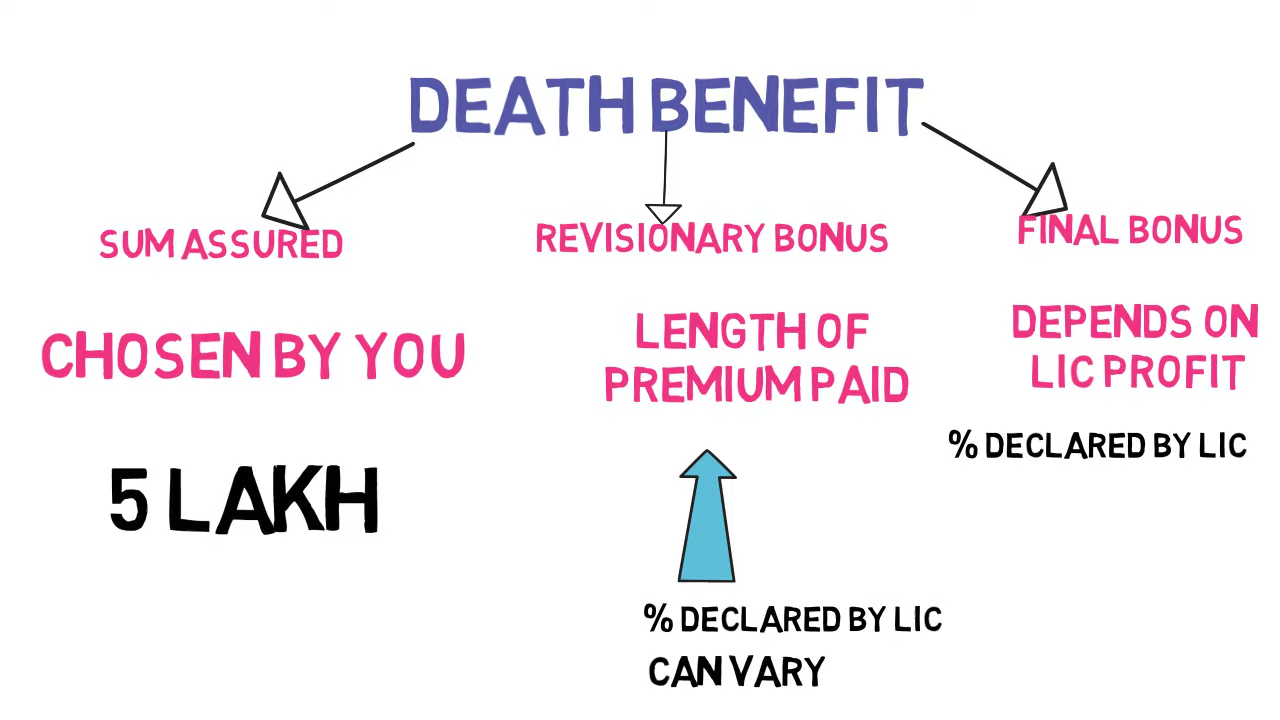 DEATH BENEFIT
SUM ASSURED
CHOSEN BY YOU
5 LAKH
REVISIONARY BONUS
LENGTH OF
PREMIUM PAID
% DECLARED BY LIC
CAN VARY
FINAL BONUS
DEPENDS ON
LIC PROFIT
% DECLARED BY LIC